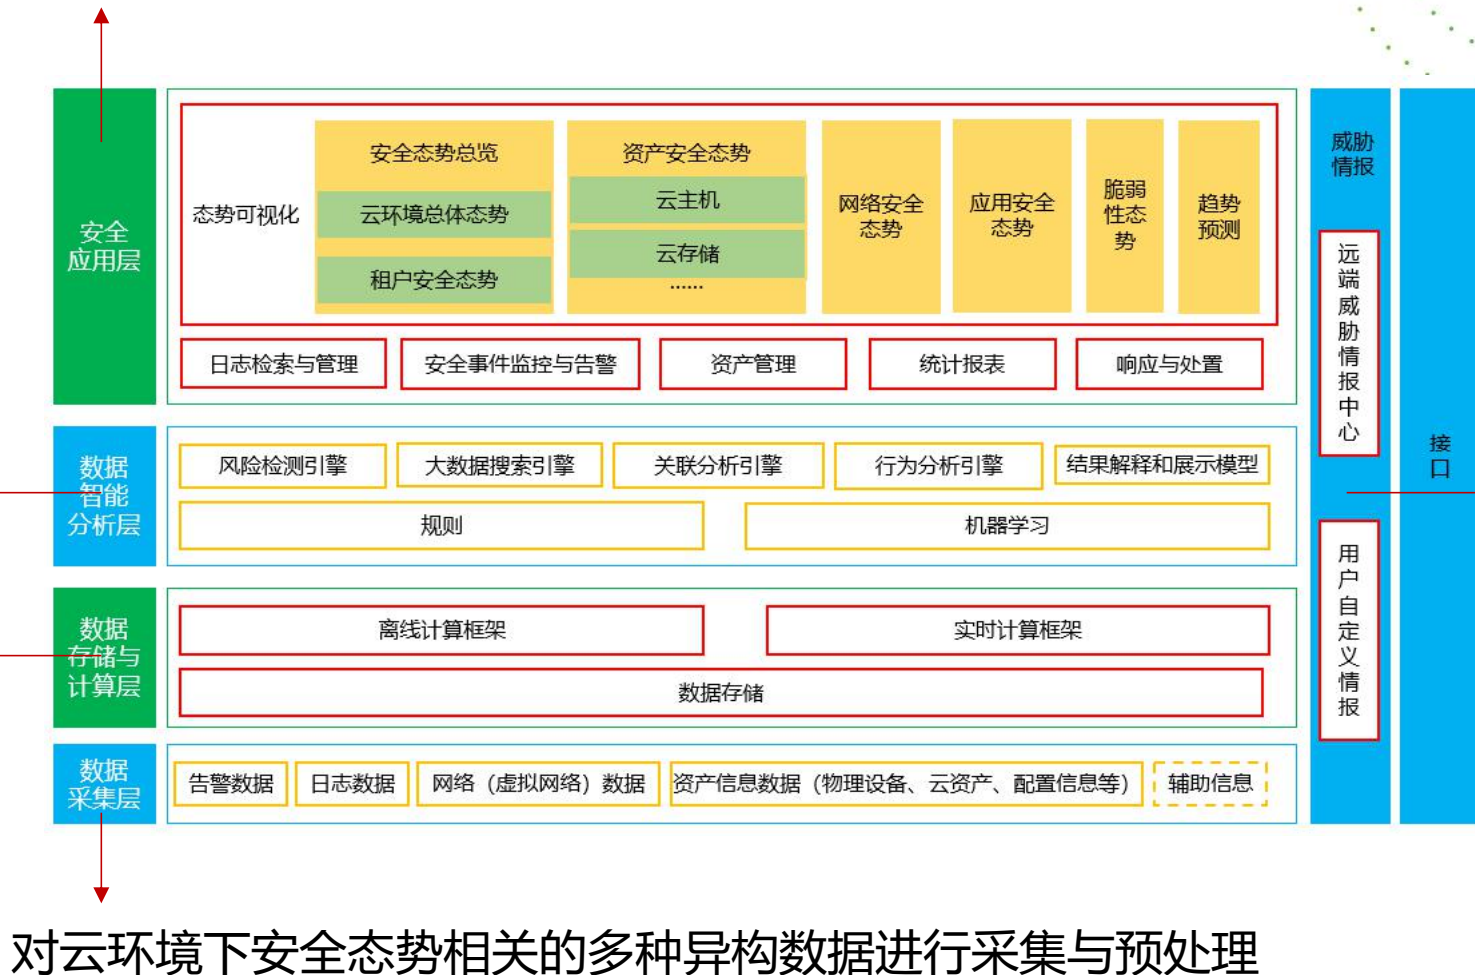 安全
应用层
态势可视化
安全态势总览
云环境总体态势
租户安全态势
资产安全态势
云主机
云存储
......
网络安全
态势
应用安全
态势
脆弱
性态
势
趋势
预测
日志检索与管理
安全事件监控与告警
资产管理
统计报表
响应与处置
数据
智能
分析层
风险检测引擎
大数据搜索引擎
关联分析引擎
行为分析引擎
结果解释和展示模型
规则
机器学习
数据
存储与
计算层
离线计算框架
实时计算框架
数据存储
数据
采集层
告警数据
日志数据
网络（虚拟网络）数据
资产信息数据（物理设备、云资产、配置信息等）
辅助信息
威胁
情报
远端威胁情报中心
用户自定义情报
接口
对云环境下安全态势相关的多种异构数据进行采集与预处理